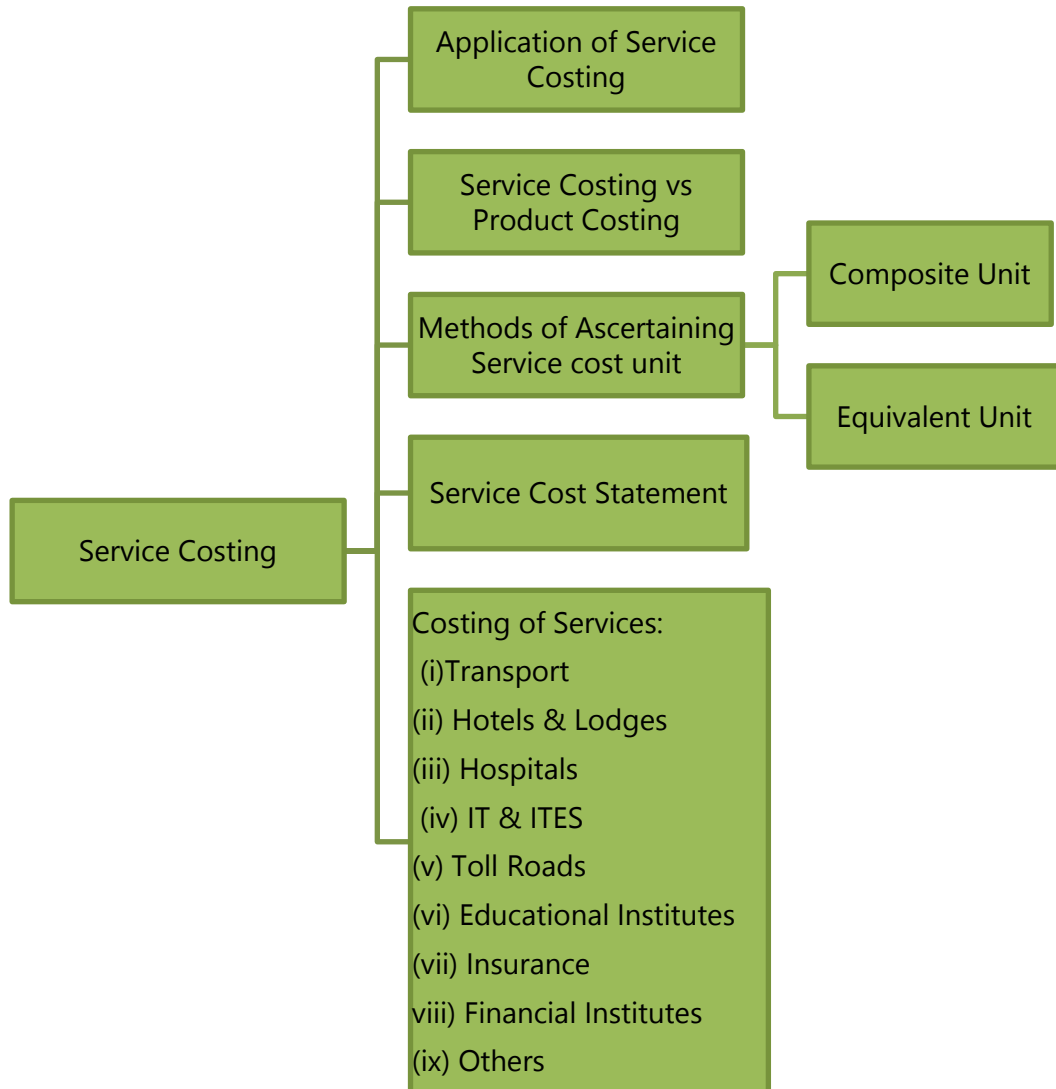 Application of Service
Costing
Service Costing vs
Product Costing
Composite Unit
Methods of Ascertaining
Service cost unit
Equivalent Unit
Service Cost Statement
Service Costing
Costing of Services:
(i)Transport
(ii) Hotels & Lodges
(iii) Hospitals
(iv) IT & ITES
(v) Toll Roads
(vi) Educational Institutes
(vii) Insurance
viii) Financial Institutes
(ix) Others